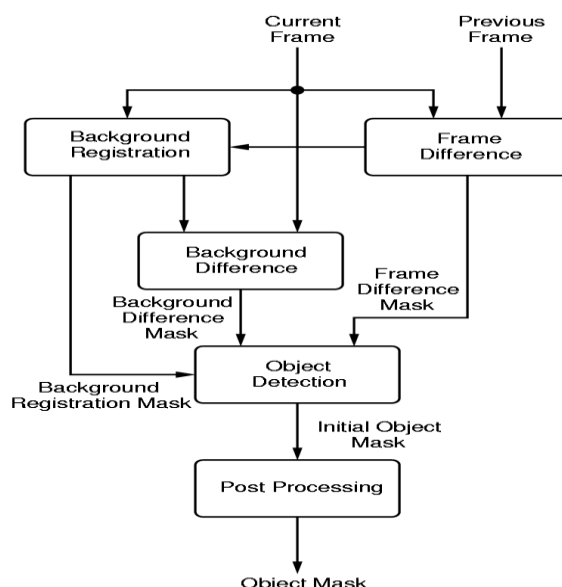 Current
Frame
Previous
Frame
Background
Registration
Frame
Difference
Background
Difference
Background
Difference
Mask
Frame
Difference
Mask
Object
Detection
Background
Registration Mask
Initial Object
Mask
Post Processing
Object Mask